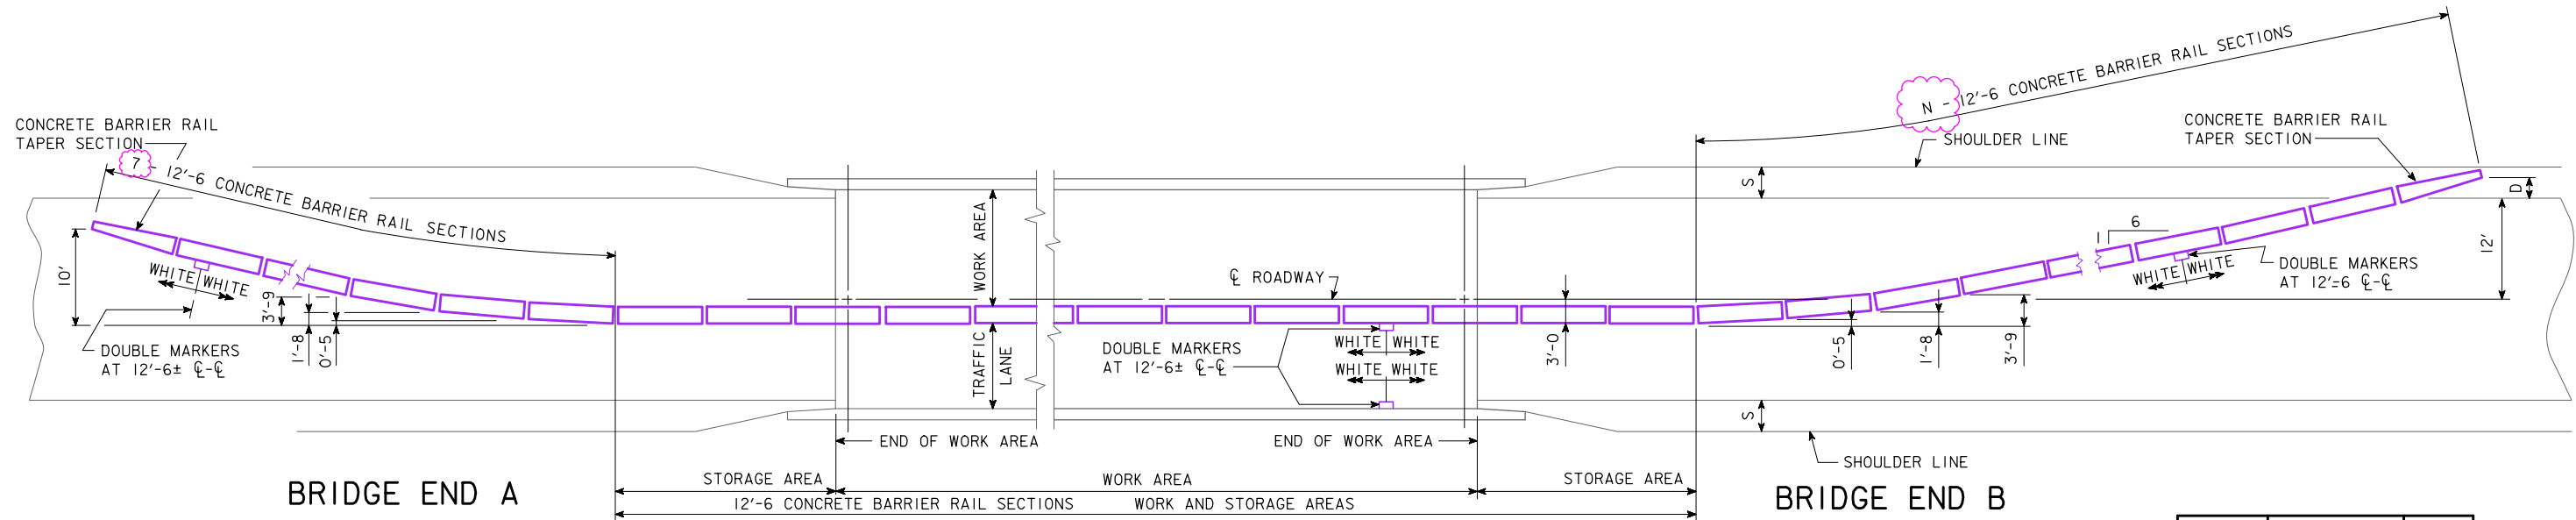 N - 12'-6 CONCRETE BARRIER RAIL SECTIONS
CONCRETE BARRIER RAIL
TAPER SECTION
7 - 12'-6 CONCRETE BARRIER RAIL SECTIONS
SHOULDER LINE
CONCRETE BARRIER RAIL
TAPER SECTION
S
D
WORK AREA
10'
WHITE WHITE
3'-9
1'-8
0'-5
DOUBLE MARKERS
AT 12'-6± ℄-℄
℄ ROADWAY
TRAFFIC
LANE
DOUBLE MARKERS
AT 12'-6± ℄-℄
WHITE WHITE
WHITE WHITE
3'-0
0'-5
1'-8
3'-9
1
6
12'
WHITE WHITE
DOUBLE MARKERS
AT 12'-6 ℄-℄
S
END OF WORK AREA
END OF WORK AREA
SHOULDER LINE
STORAGE AREA
WORK AREA
STORAGE AREA
BRIDGE END A
12'-6 CONCRETE BARRIER RAIL SECTIONS
WORK AND STORAGE AREAS
BRIDGE END B